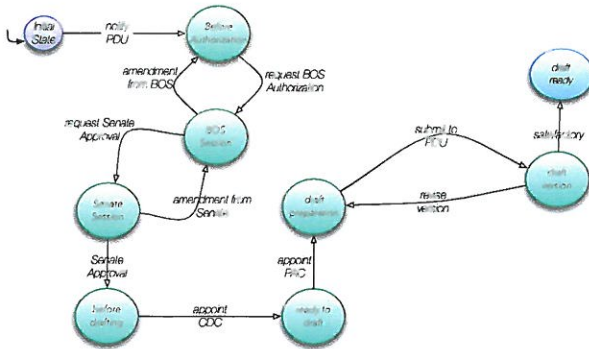 Initial
State
notify
PDU
Before
Authorization
amendment
from BOS
request BOS
Authorization
draft
ready
request Senate
Approval
BOS
Session
submit to
PDU
satisfactory
draft
version
Senate
Session
amendment from
Senate
draft
preparation
revise
version
Senate
Approval
appoint
PAC
before
drafting
appoint
CDC
ready to
draft